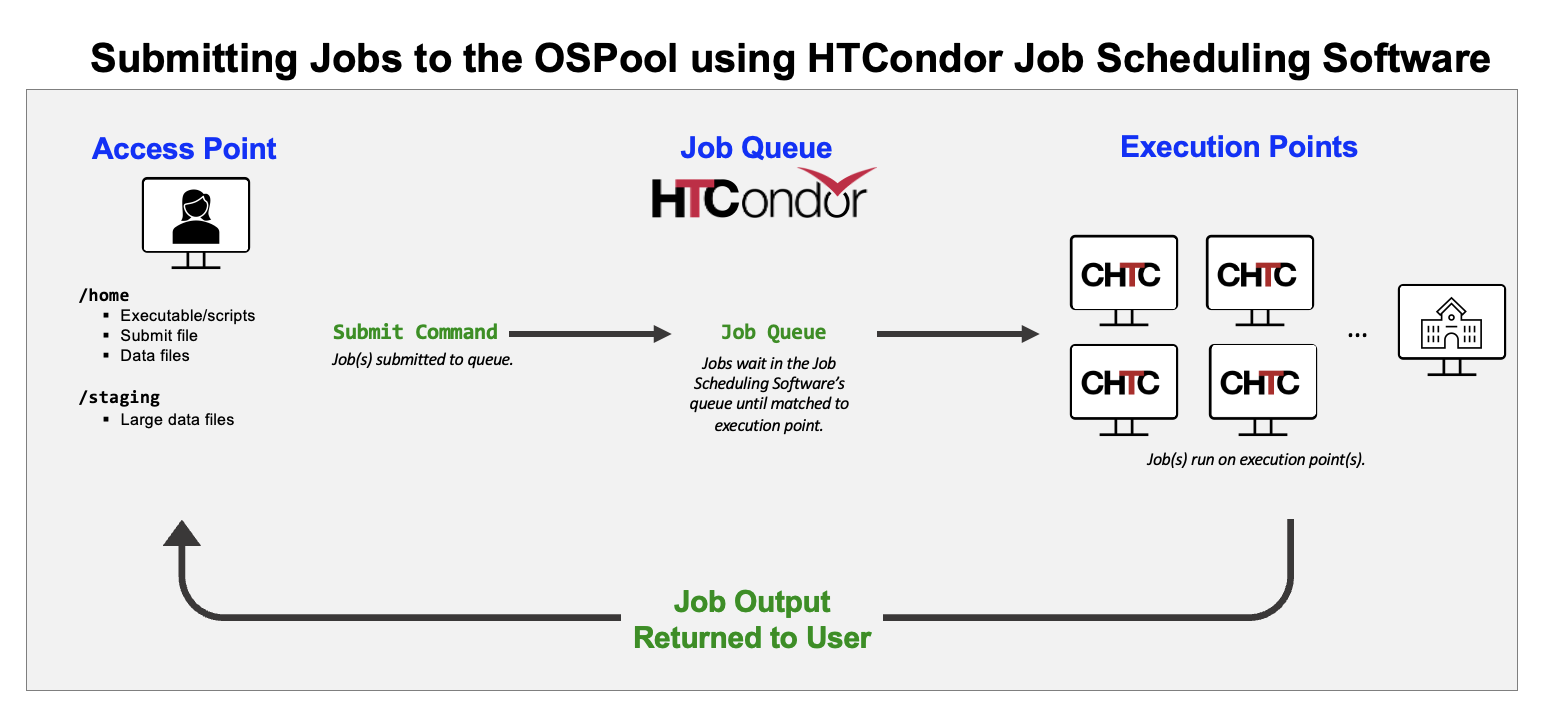 Submitting Jobs to the OSPool using HTCondor Job Scheduling Software
Access Point
/home
▪ Executable/scripts
▪ Submit file
▪ Data files
/staging
▪ Large data files
Submit Command
Job(s) submitted to queue.
Job Queue
HTCondor
Job Queue
Jobs wait in the Job
Scheduling Software's
queue until matched to
execution point.
Execution Points
CHTC
CHTC
CHTC
CHTC
...
Job(s) run on execution point(s).
Job Output
Returned to User